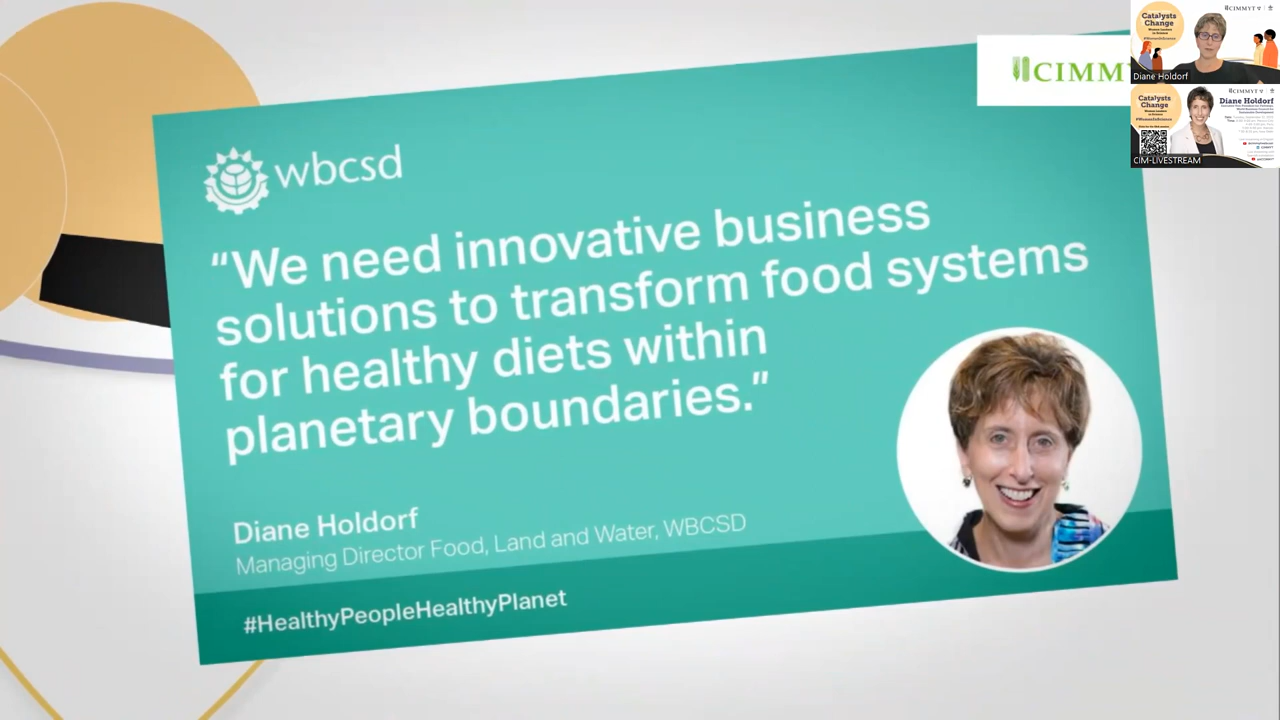 wbcsd
“We need innovative business
solutions to transform food systems
for healthy diets within
planetary boundaries.”
Diane Holdorf
Managing Director Food, Land and Water, WBCSD
#HealthyPeopleHealthyPlanet
CIMMY
Catalysts
Change
CIMMYT
Diane Holdorf
Catalysts
Change
#WomenInScience
CIMMYT
Diane Holdorf
CIM-LIVESTREAM